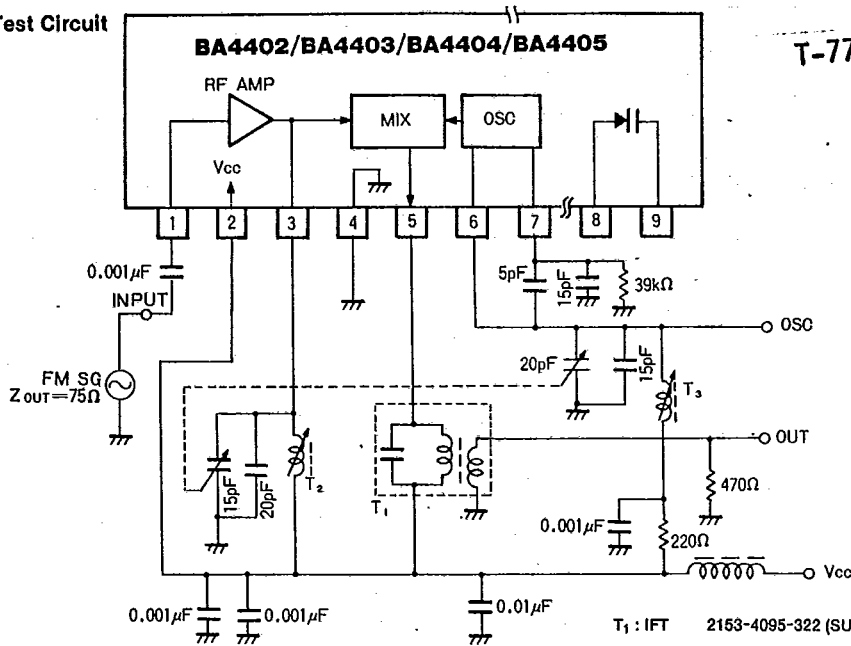 Test Circuit
BA4402/BA4403/BA4404/BA4405
T-77
RF AMP
MIX
OSC
Vcc
1
2
3
4
5
6
7
8
9
0.001μF
INPUT
FM SG
ZOUT=75Ω
5pF
15pF
39kΩ
OSC
20pF
15pF
T3
OUT
470Ω
15pF
20pF
T2
T1
0.001μF
220Ω
Vcc
0.001μF
0.001μF
0.01μF
T1 : IFT 2153-4095-322 (SU